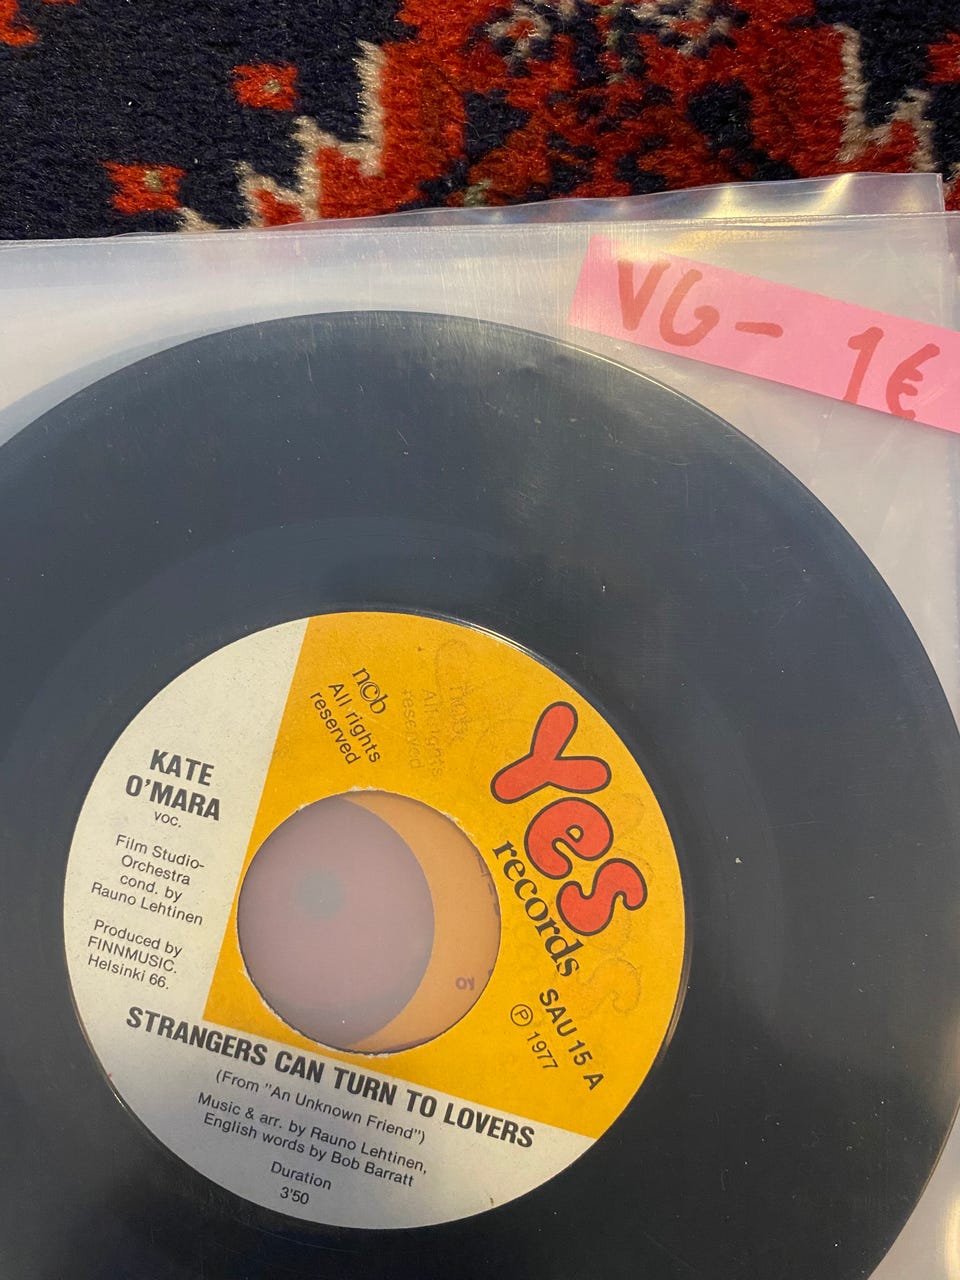 VG- 1€
ncb
All rights
reserved
Yes
records
SAU 15 A
Ⓟ 1977
KATE
O'MARA
voc.
Film Studio-
Orchestra
cond. by
Rauno Lehtinen
Produced by
FINNMUSIC.
Helsinki 66.
STRANGERS CAN TURN TO LOVERS
(From "An Unknown Friend")
Music & arr. by Rauno Lehtinen,
English words by Bob Barratt
Duration
3'50